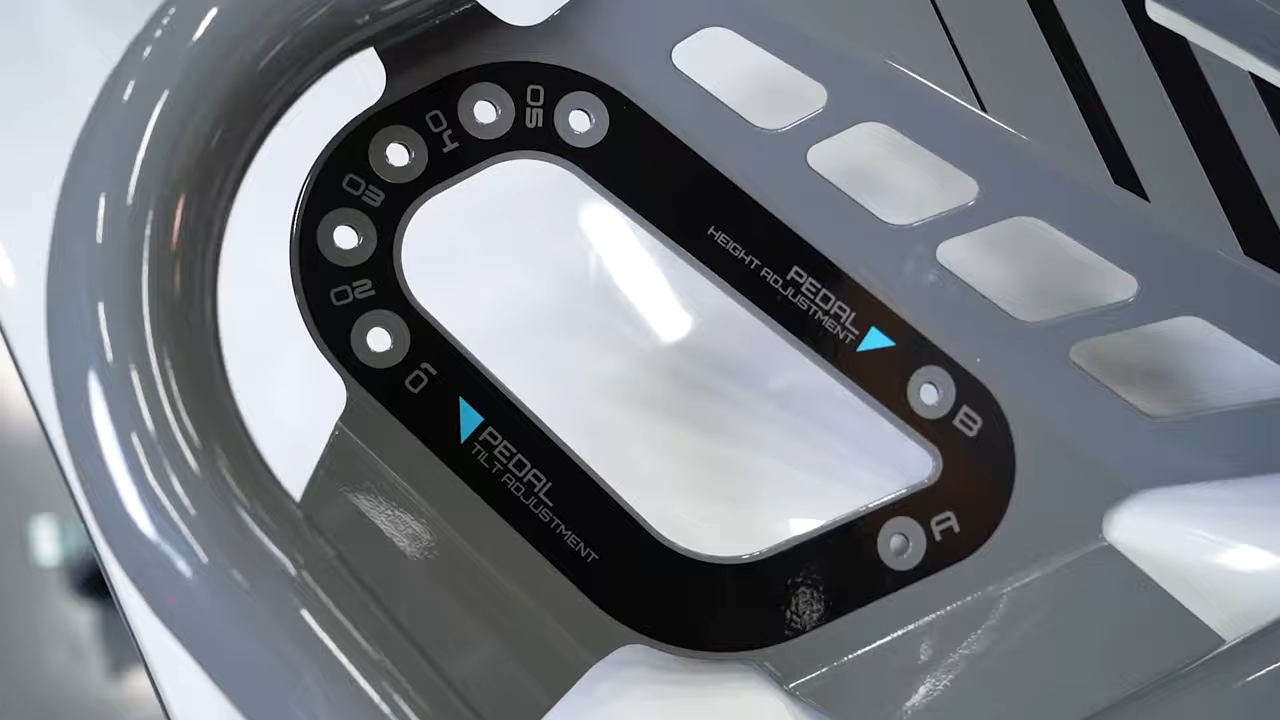 05
04
03
02
01
PEDAL
HEIGHT ADJUSTMENT
B
A
PEDAL
TILT ADJUSTMENT